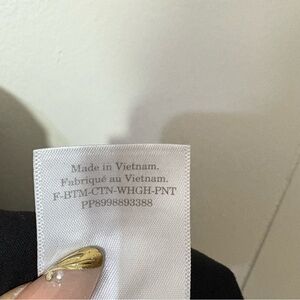 Made in Vietnam.
Fabriqué au Vietnam.
F-BTM-CTN-WHGH-PNT
PP8998893388